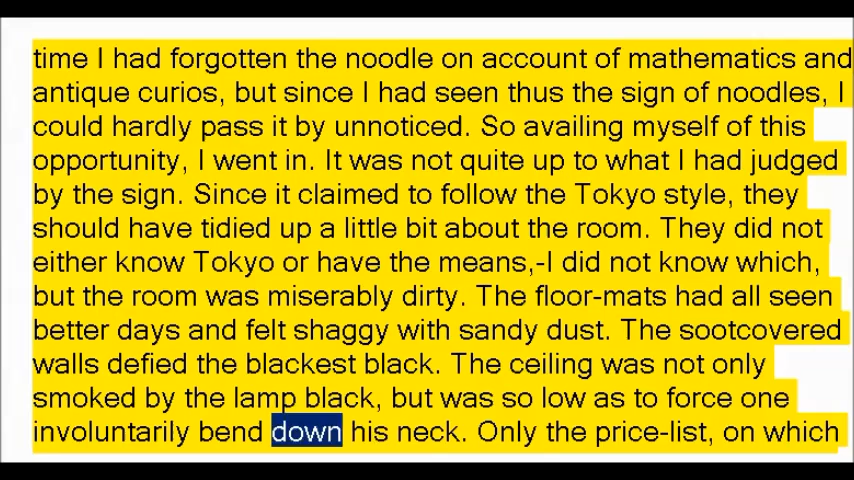 time I had forgotten the noodle on account of mathematics and
antique curios, but since I had seen thus the sign of noodles, I
could hardly pass it by unnoticed. So availing myself of this
opportunity, I went in. It was not quite up to what I had judged
by the sign. Since it claimed to follow the Tokyo style, they
should have tidied up a little bit about the room. They did not
either know Tokyo or have the means,-I did not know which,
but the room was miserably dirty. The floor-mats had all seen
better days and felt shaggy with sandy dust. The sootcovered
walls defied the blackest black. The ceiling was not only
smoked by the lamp black, but was so low as to force one
involuntarily bend down his neck. Only the price-list, on which